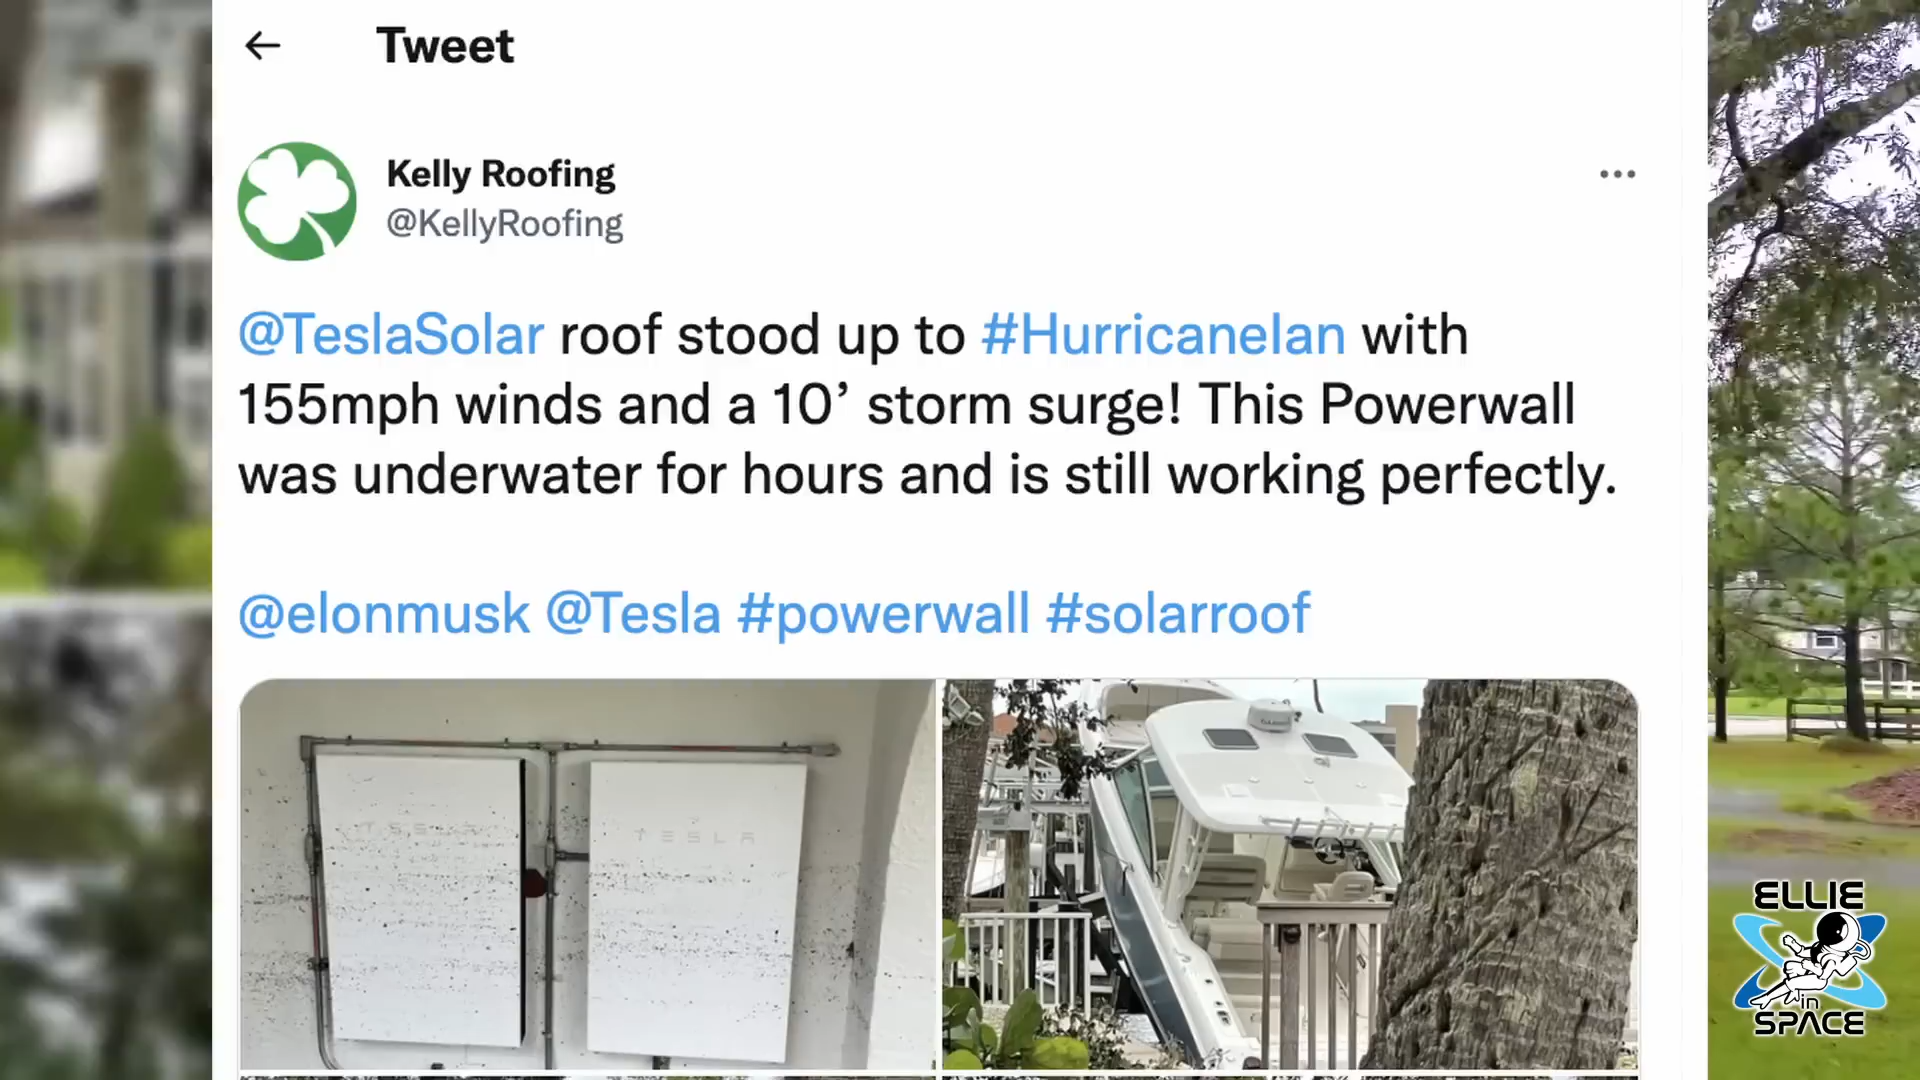 Tweet
Kelly Roofing
@KellyRoofing
@TeslaSolar roof stood up to #HurricaneIan with
155mph winds and a 10’ storm surge! This Powerwall
was underwater for hours and is still working perfectly.
@elonmusk @Tesla #powerwall #solarroof
TESLA
TESLA
ELLIE
in
SPACE